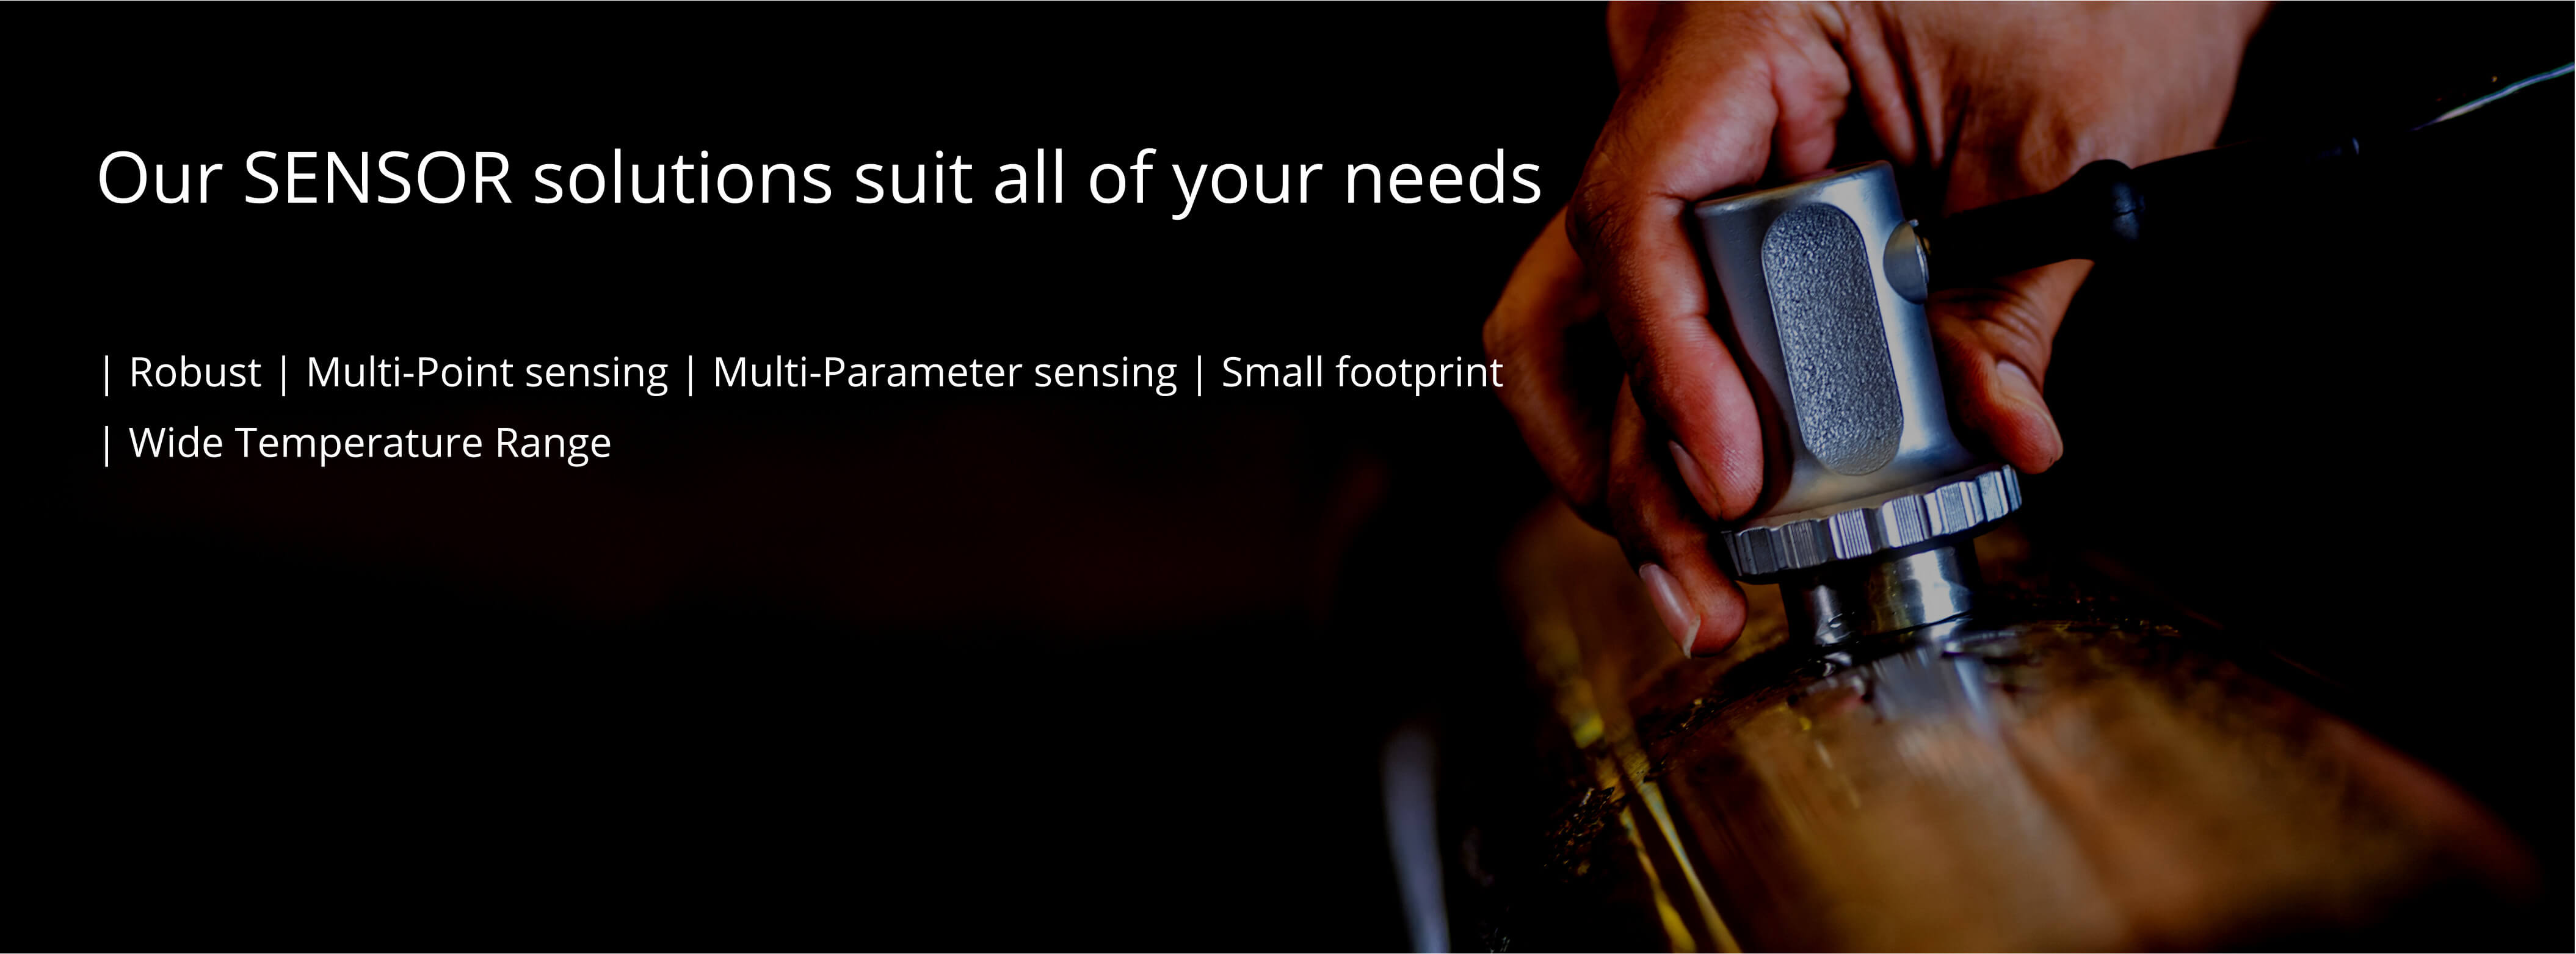 Our SENSOR solutions suit all of your needs
| Robust | Multi-Point sensing | Multi-Parameter sensing | Small footprint
| Wide Temperature Range